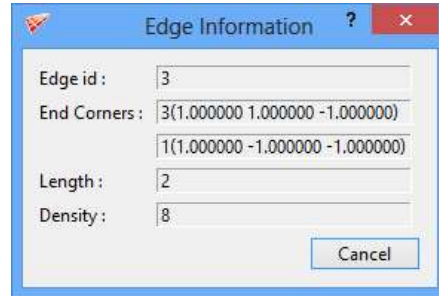 Edge Information ? ×
Edge id : 3
End Corners : 3(1.000000 1.000000 -1.000000)
1(1.000000 -1.000000 -1.000000)
Length : 2
Density : 8
Cancel